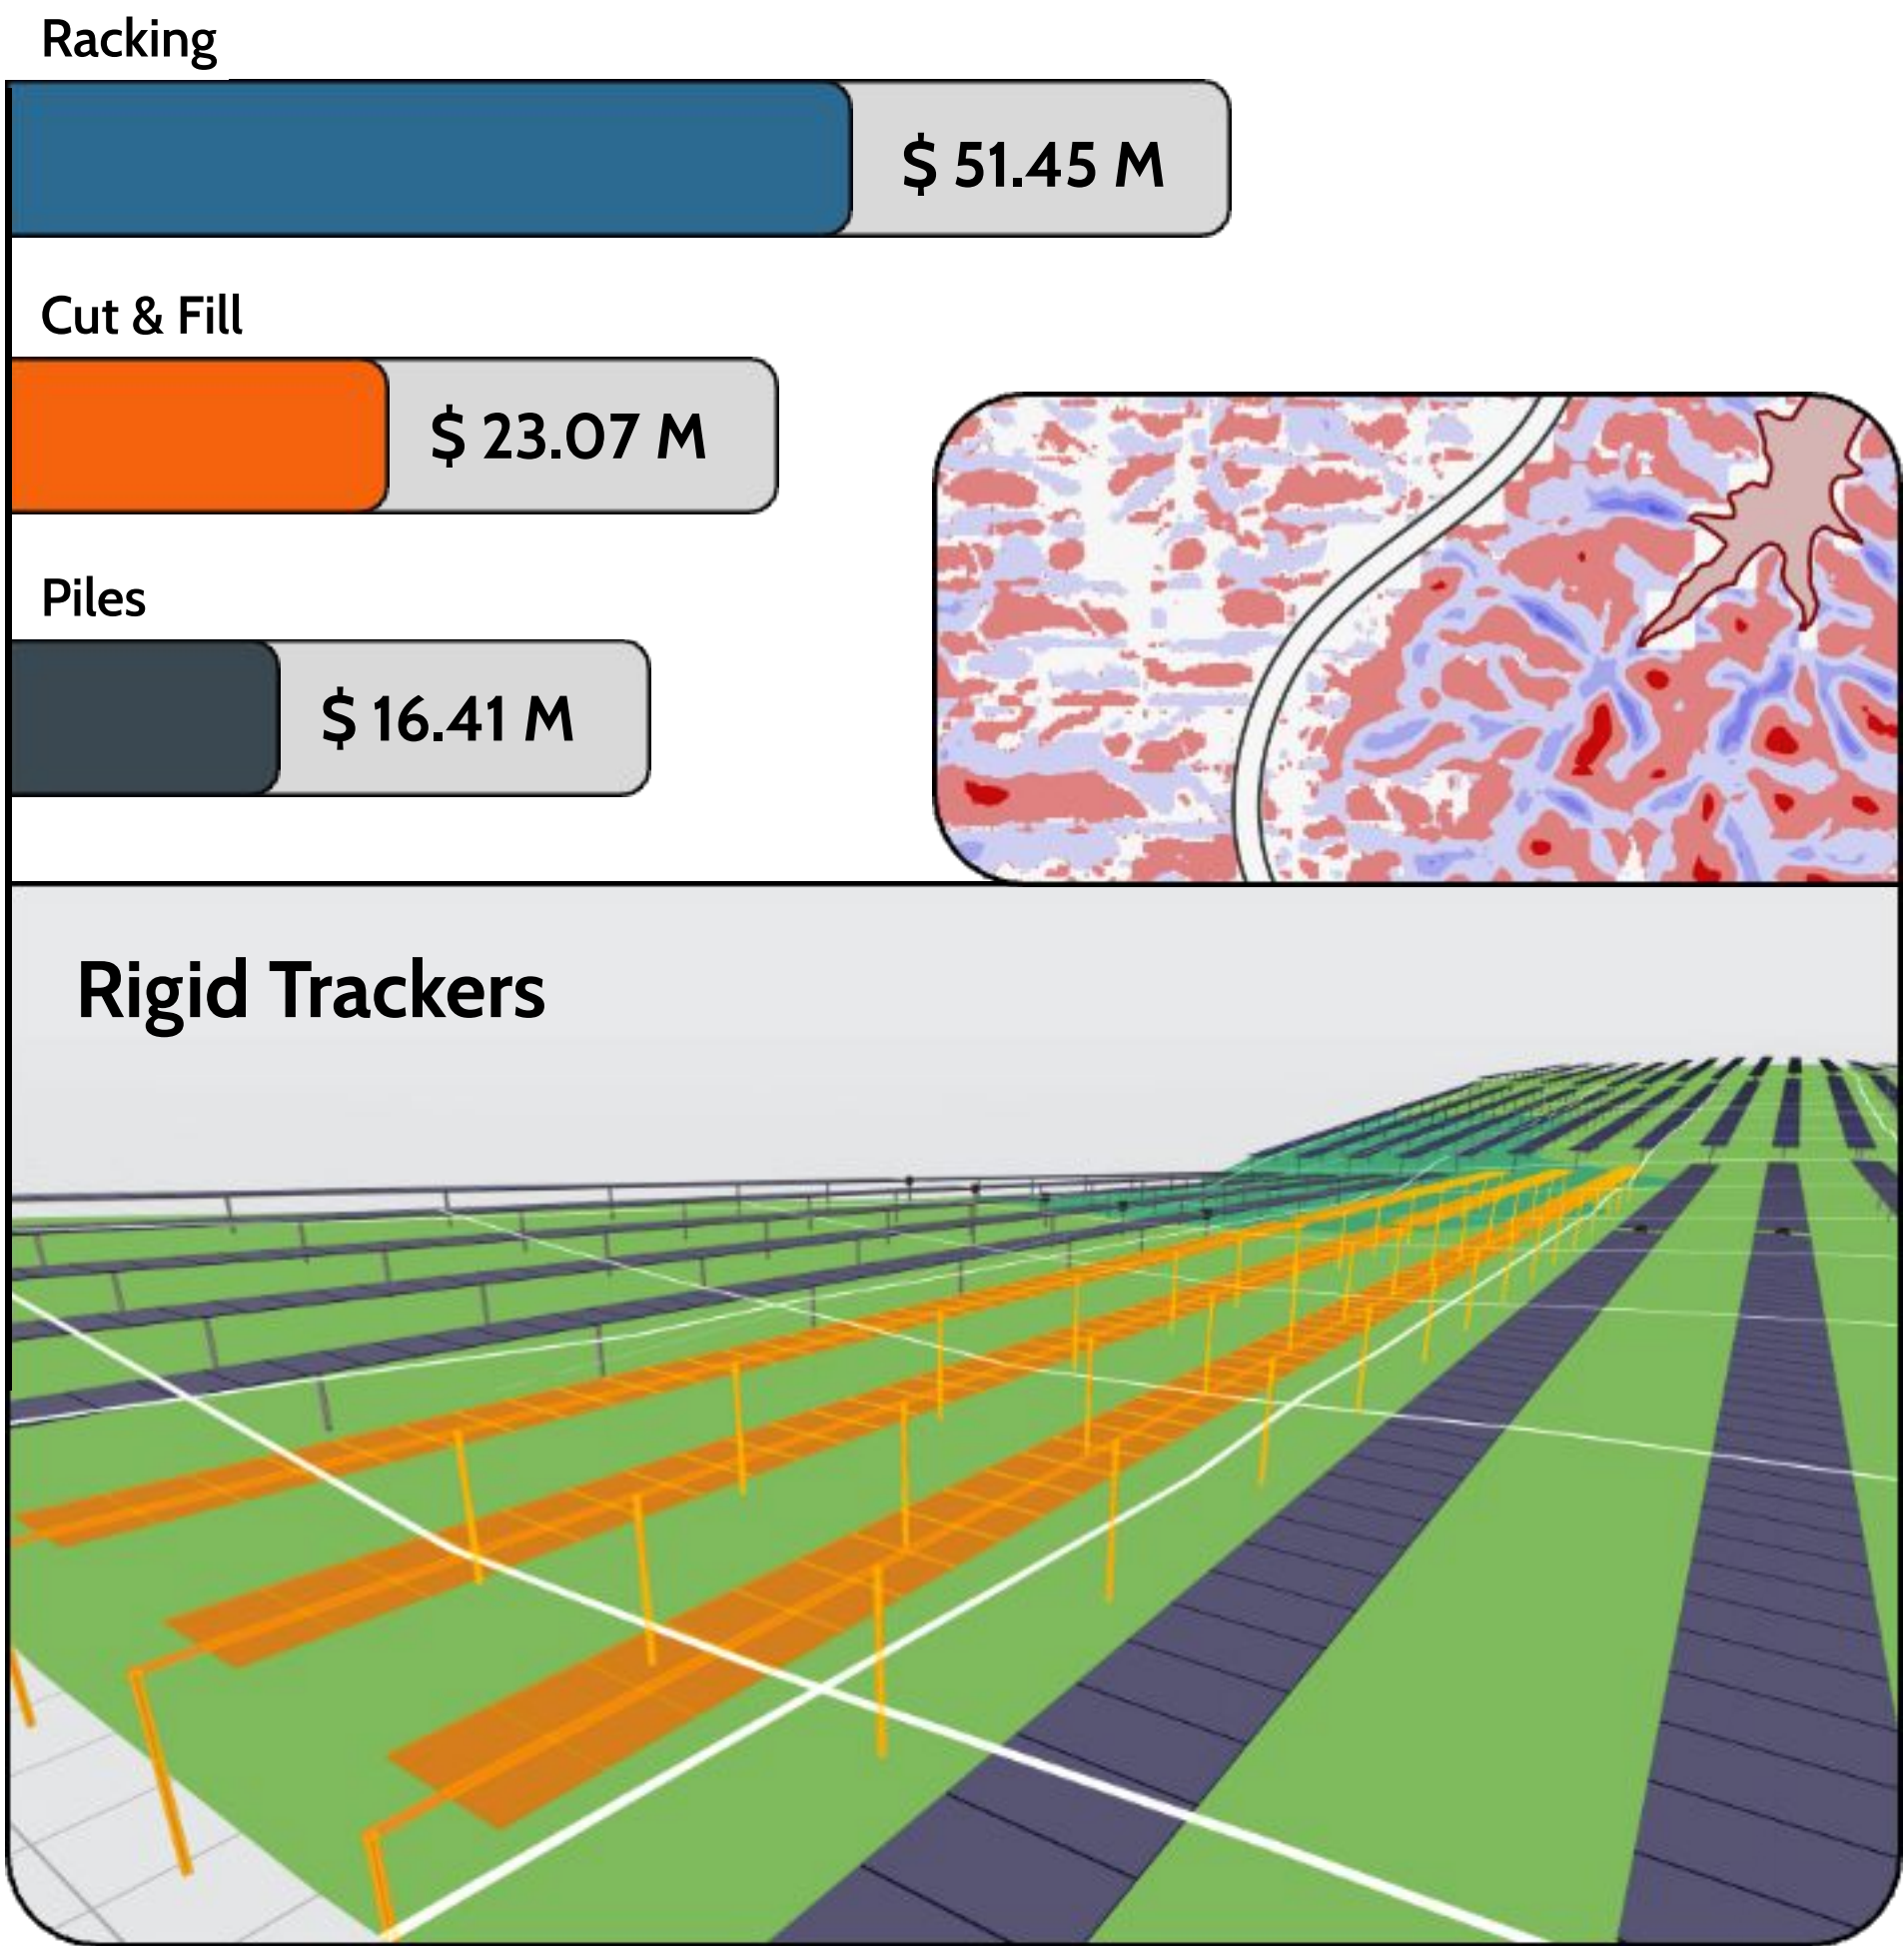 Racking
$ 51.45 M
Cut & Fill
$ 23.07 M
Piles
$ 16.41 M
Rigid Trackers